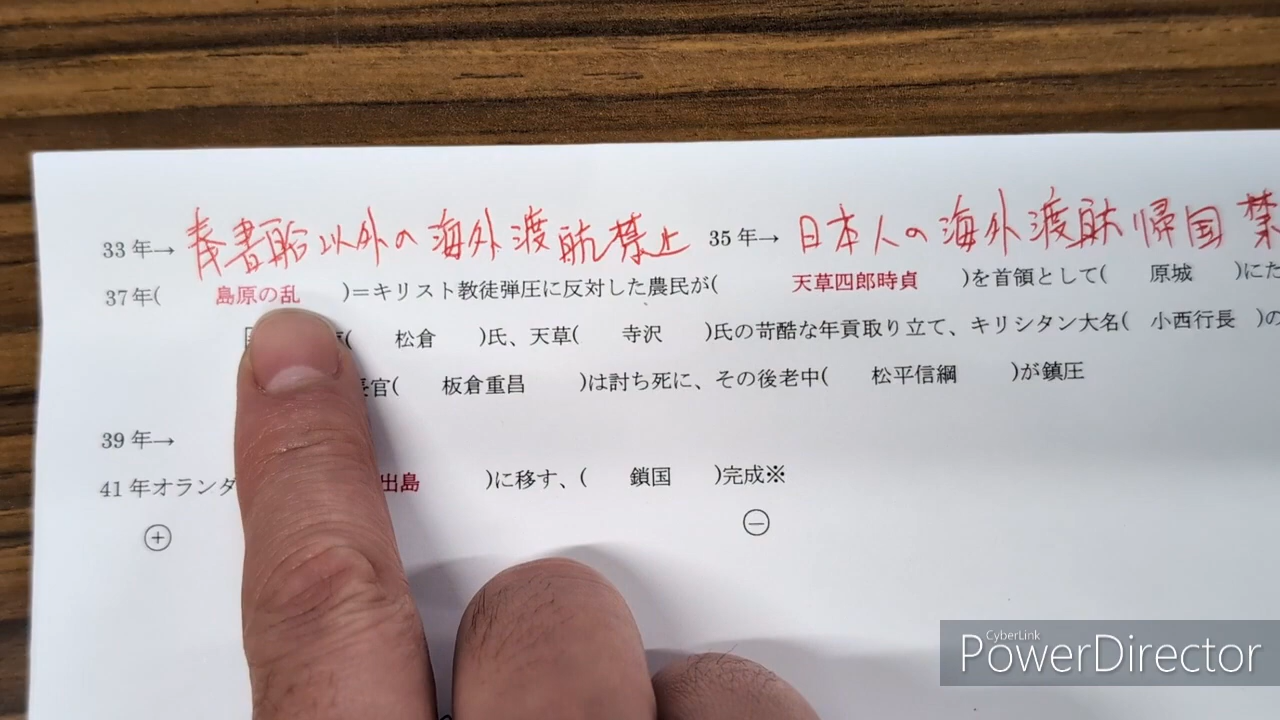 33年→ 奉書船以外の海外渡航禁止 35年→ 日本人の海外渡航帰国禁
37年( 島原の乱 )＝キリスト教徒弾圧に反対した農民が( 天草四郎時貞 )を首領として( 原城 )にた
( 松倉 )氏、天草( 寺沢 )氏の苛酷な年貢取り立て、キリシタン大名( 小西行長 )の
官( 板倉重昌 )は討ち死に、その後老中( 松平信綱 )が鎮圧
39年→
41年オランダ 出島 )に移す、( 鎖国 )完成※
⊕ ⊖
CyberLink
PowerDirector